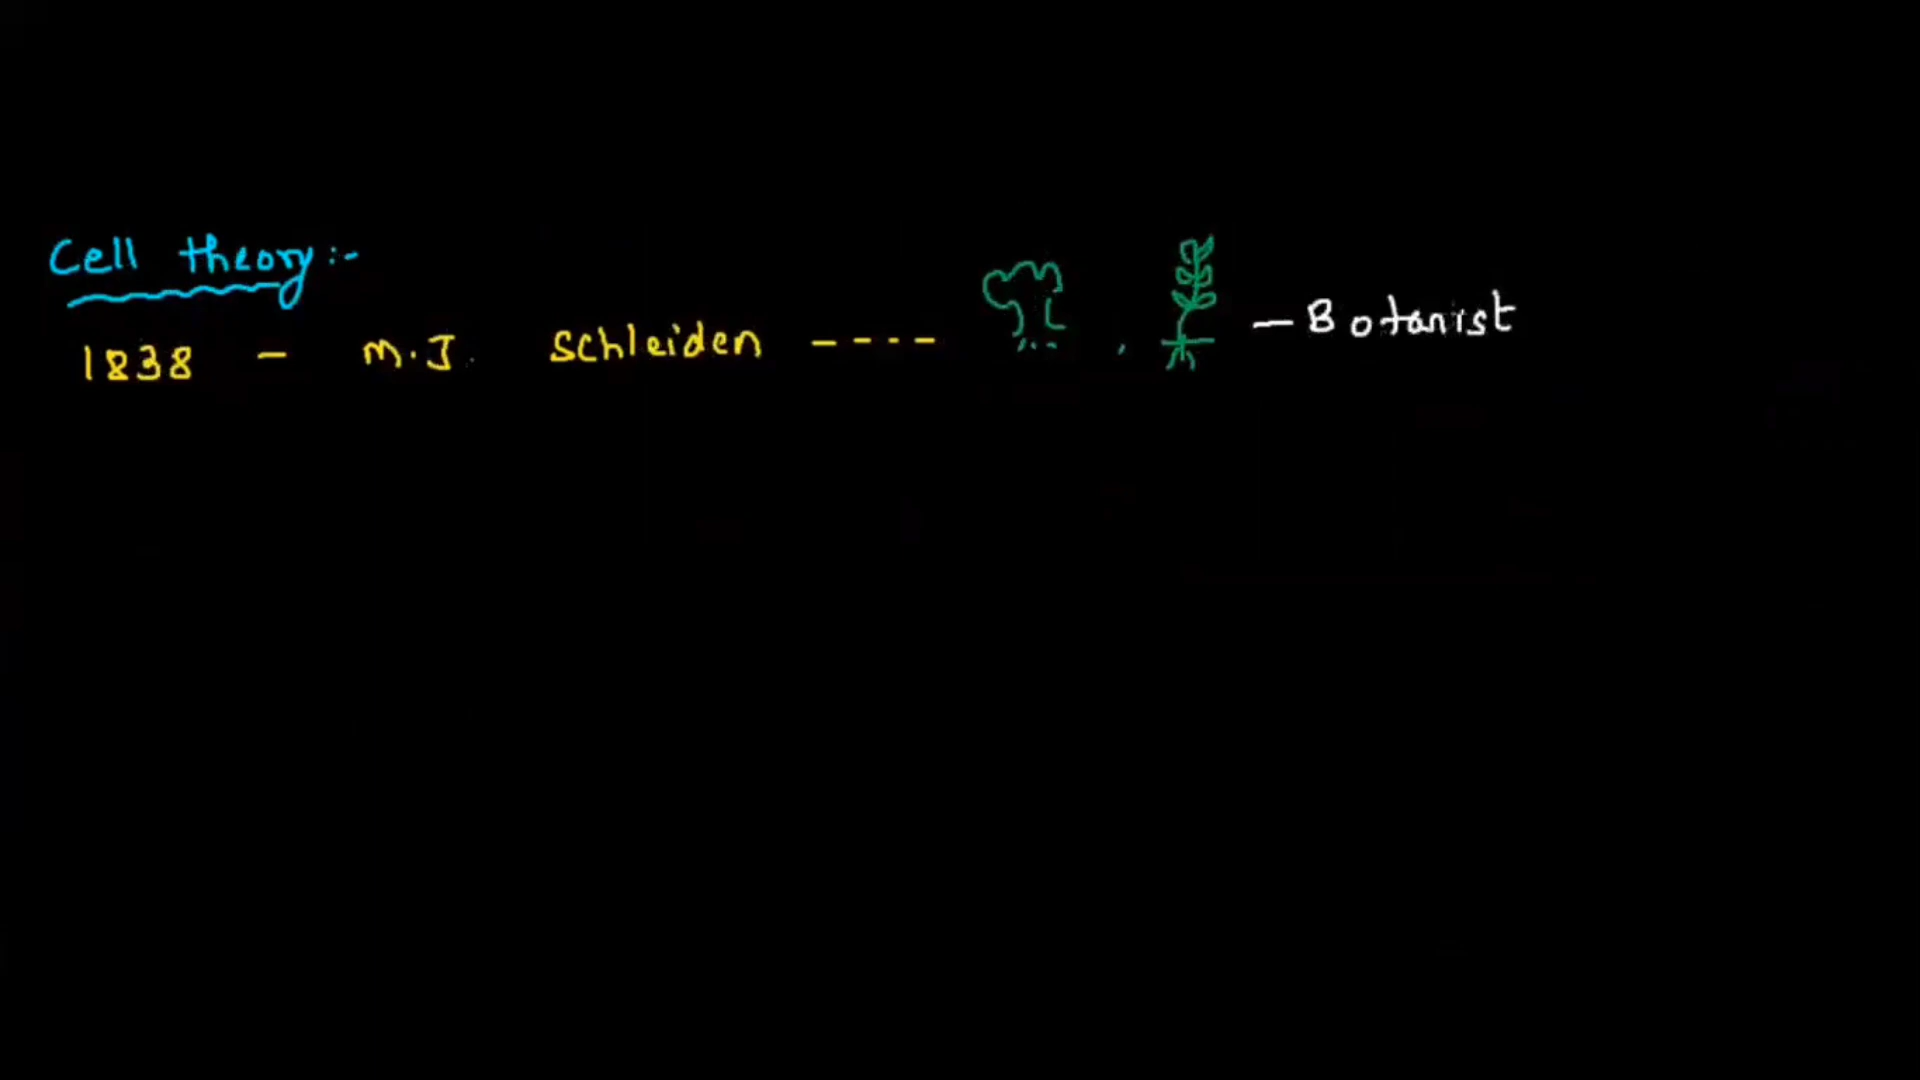 Cell theory:-
1838 - M.J. Schleiden ---- , - Botanist